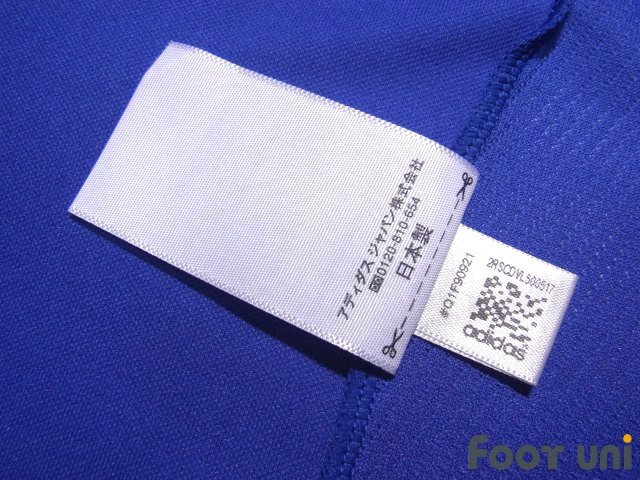 アディダス ジャパン株式会社
0120-810-654
日本製
#Q1F90921
2RSCDVL500517
adidas
FOOT uni